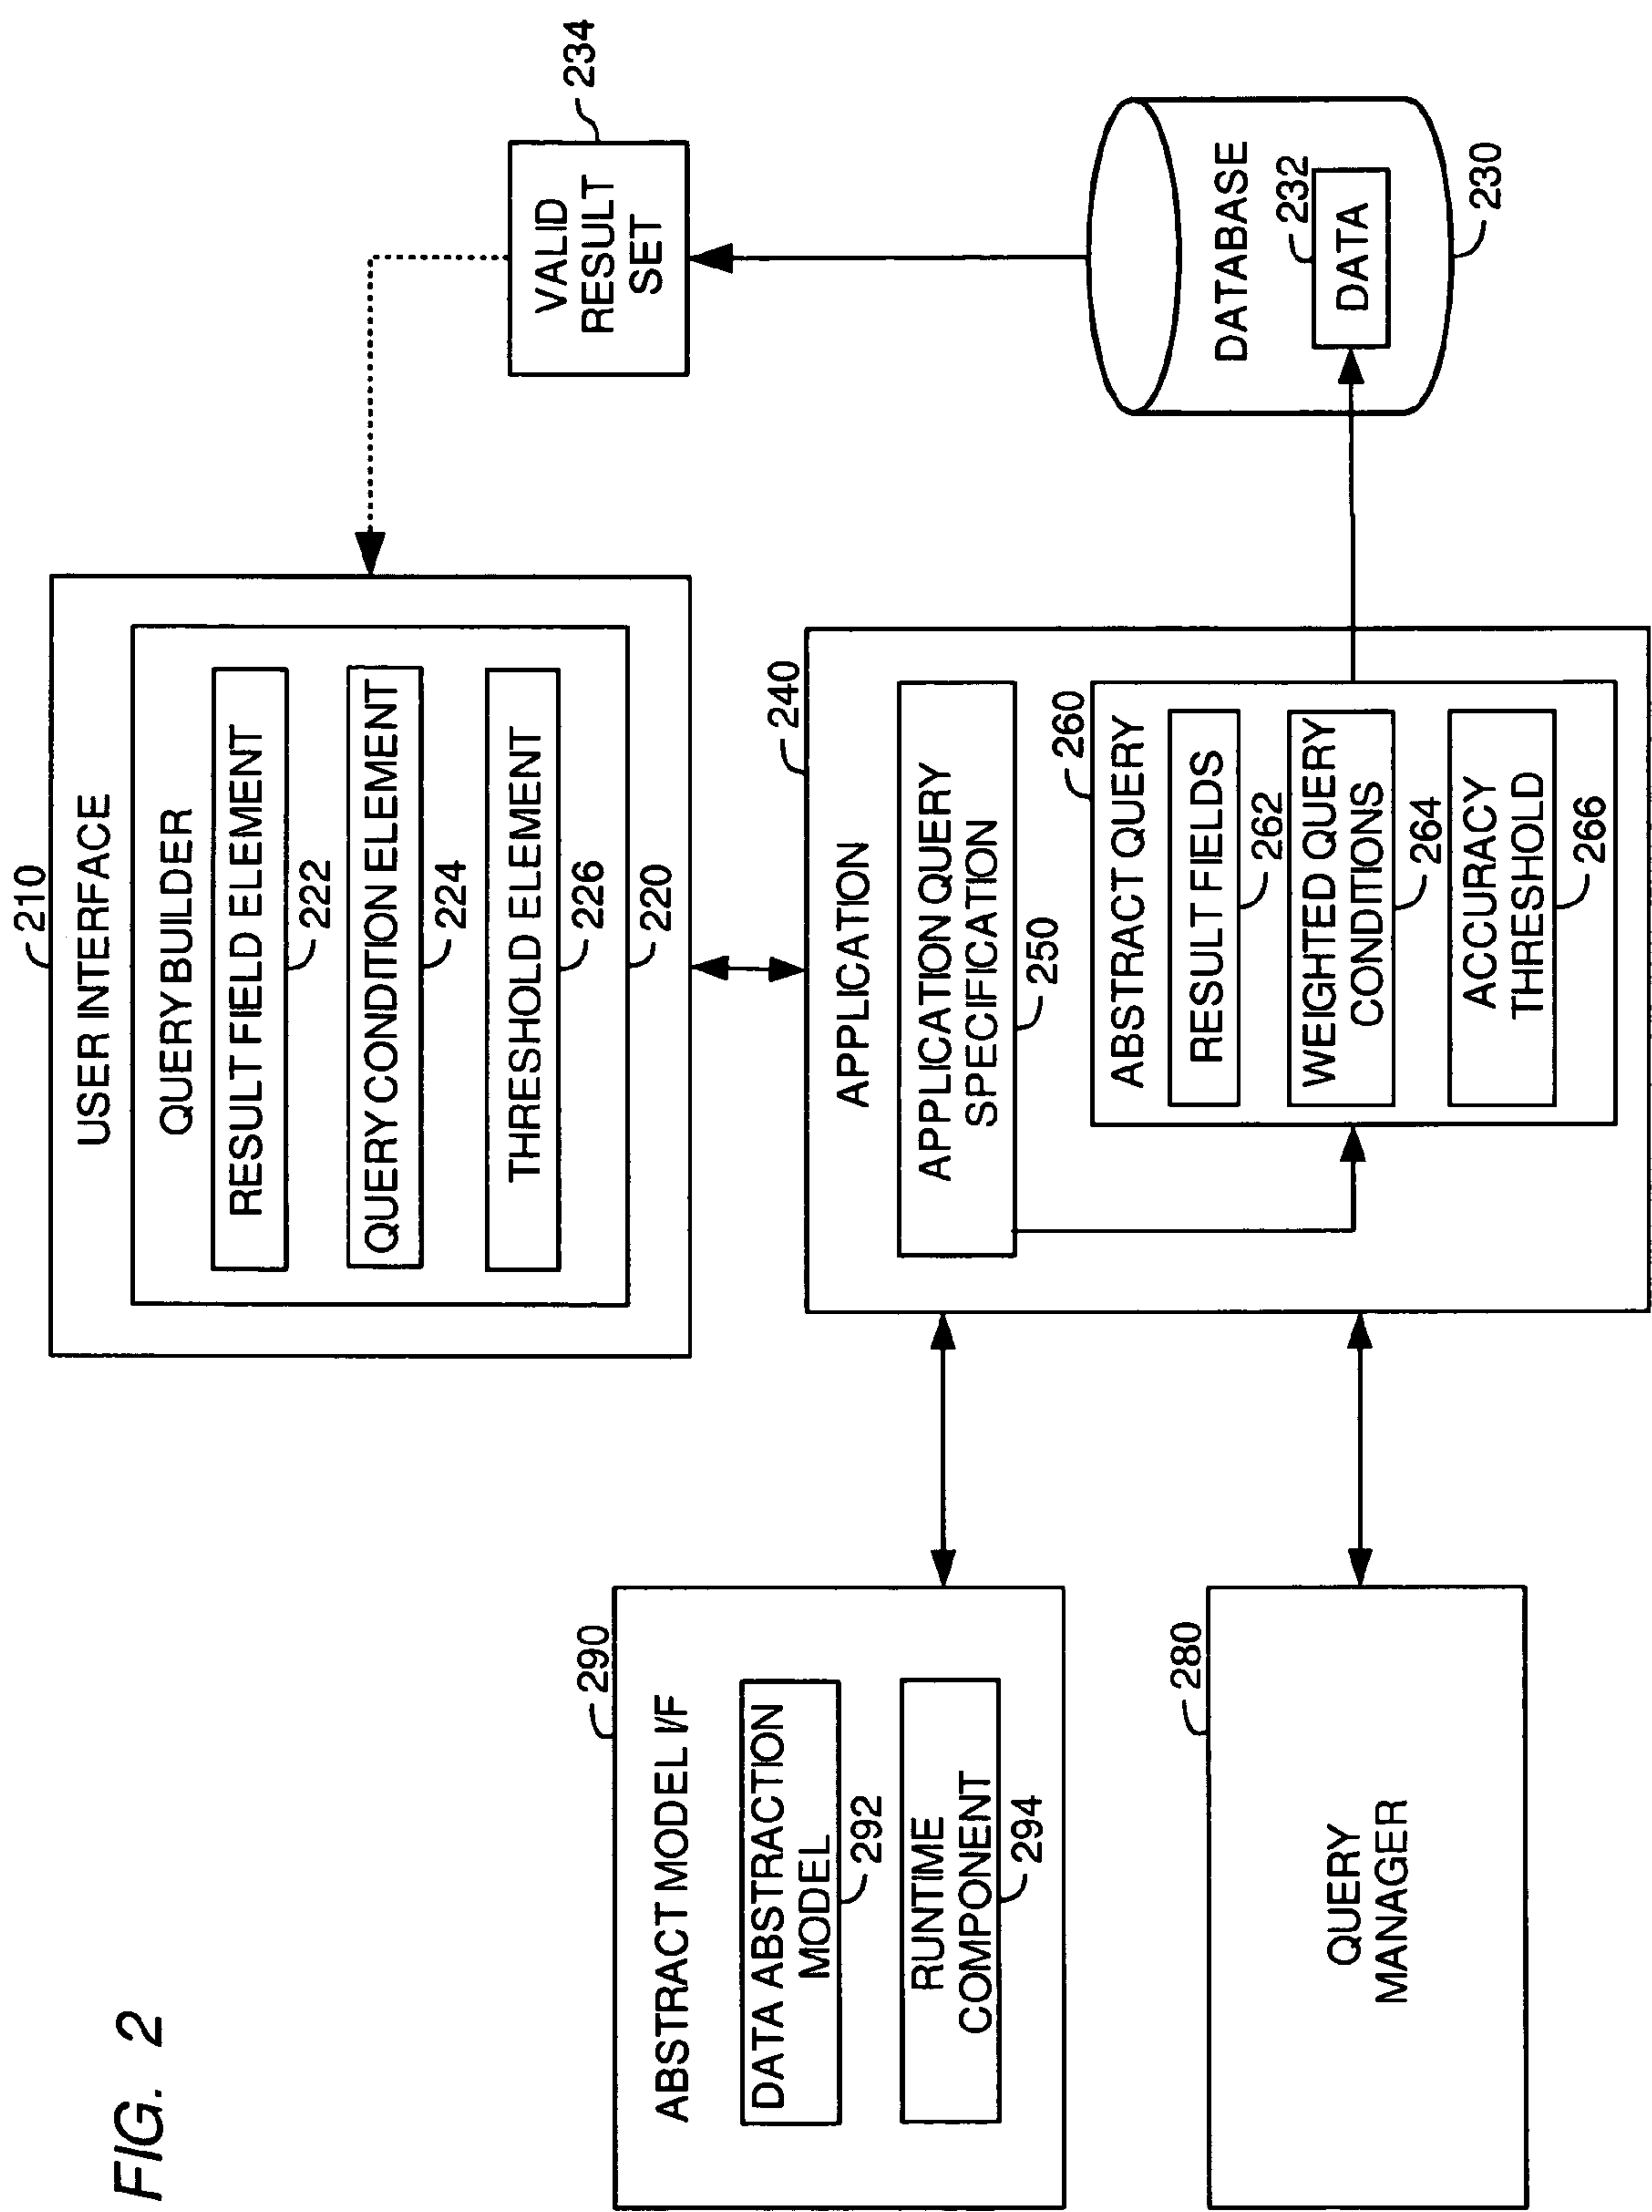 FIG. 2
210
USER INTERFACE
QUERY BUILDER
RESULT FIELD ELEMENT
222
QUERY CONDITION ELEMENT
224
THRESHOLD ELEMENT
226
220
234
VALID
RESULT
SET
290
ABSTRACT MODEL I/F
DATA ABSTRACTION
MODEL
292
RUNTIME
COMPONENT
294
240
APPLICATION
APPLICATION QUERY
SPECIFICATION
250
260
ABSTRACT QUERY
RESULT FIELDS
262
WEIGHTED QUERY
CONDITIONS
264
ACCURACY
THRESHOLD
266
DATABASE
232
DATA
230
280
QUERY
MANAGER